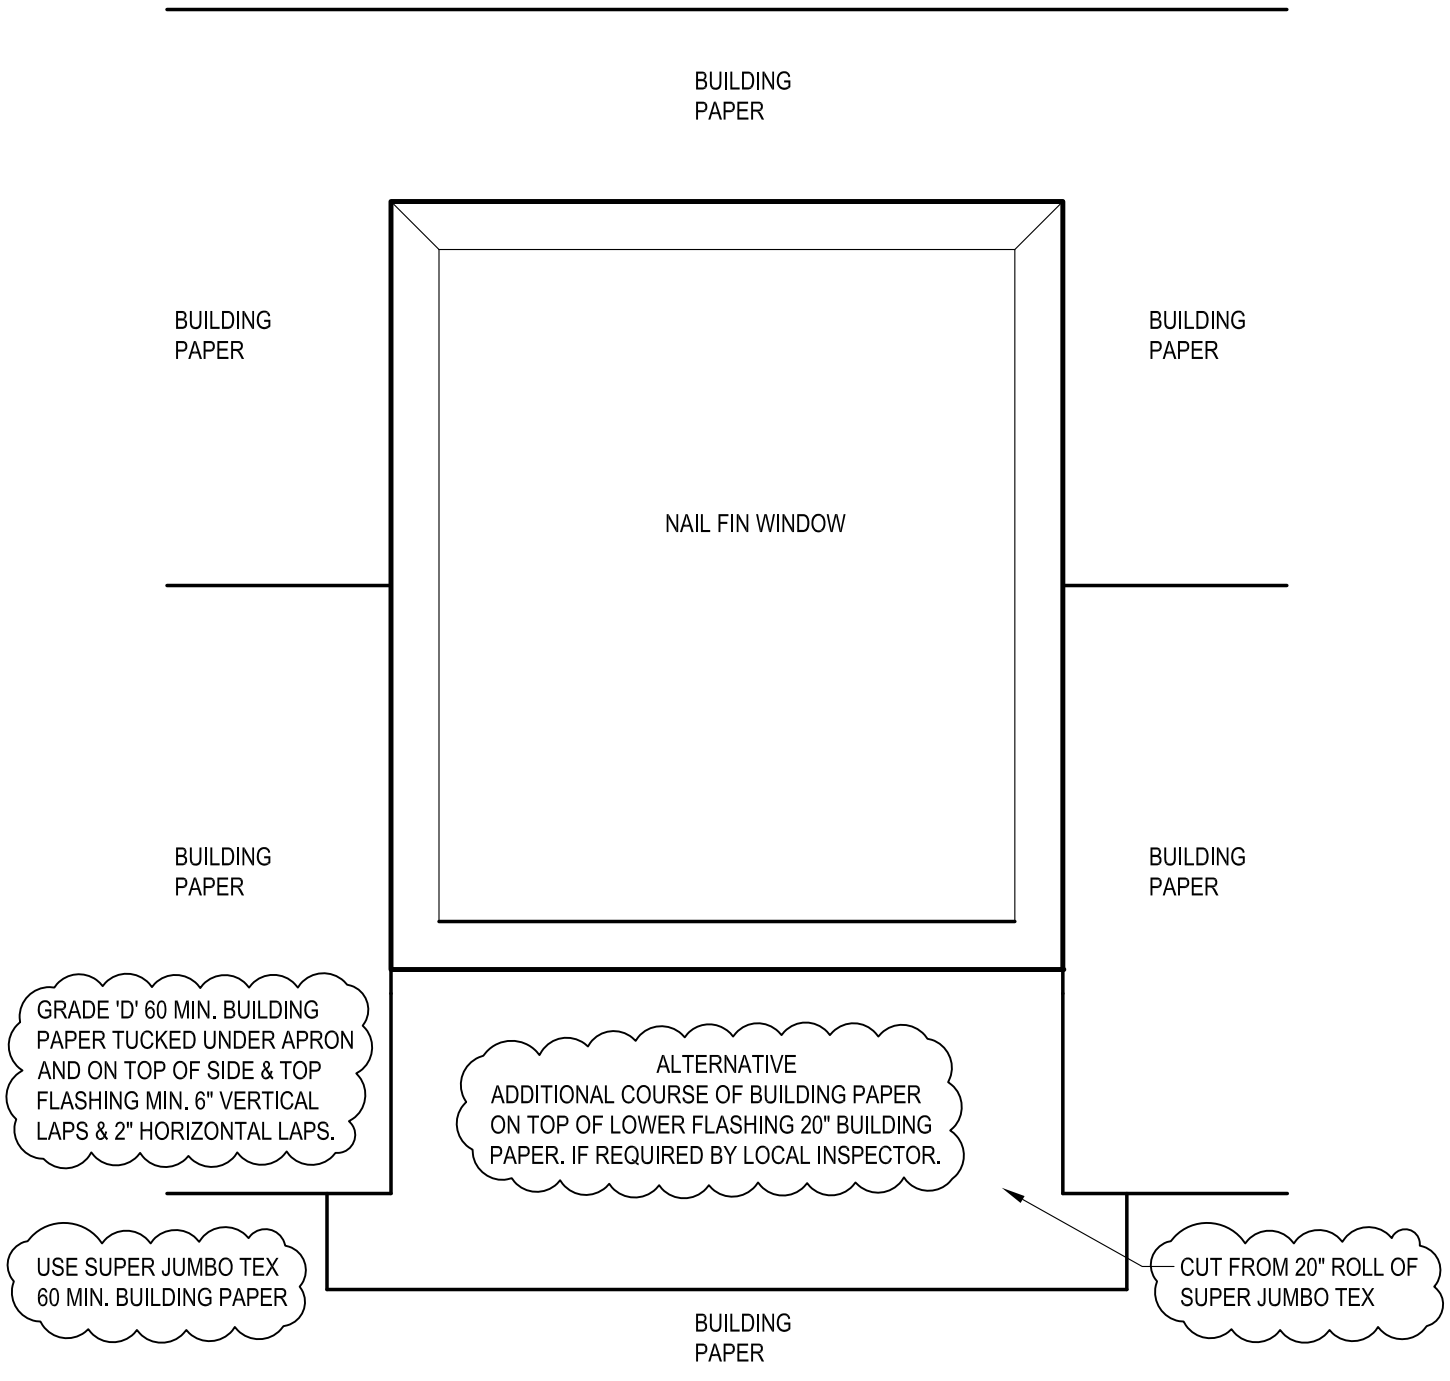 BUILDING
PAPER
BUILDING
PAPER
BUILDING
PAPER
NAIL FIN WINDOW
BUILDING
PAPER
BUILDING
PAPER
GRADE 'D' 60 MIN. BUILDING
PAPER TUCKED UNDER APRON
AND ON TOP OF SIDE & TOP
FLASHING MIN. 6" VERTICAL
LAPS & 2" HORIZONTAL LAPS.
ALTERNATIVE
ADDITIONAL COURSE OF BUILDING PAPER
ON TOP OF LOWER FLASHING 20" BUILDING
PAPER. IF REQUIRED BY LOCAL INSPECTOR.
USE SUPER JUMBO TEX
60 MIN. BUILDING PAPER
CUT FROM 20" ROLL OF
SUPER JUMBO TEX
BUILDING
PAPER